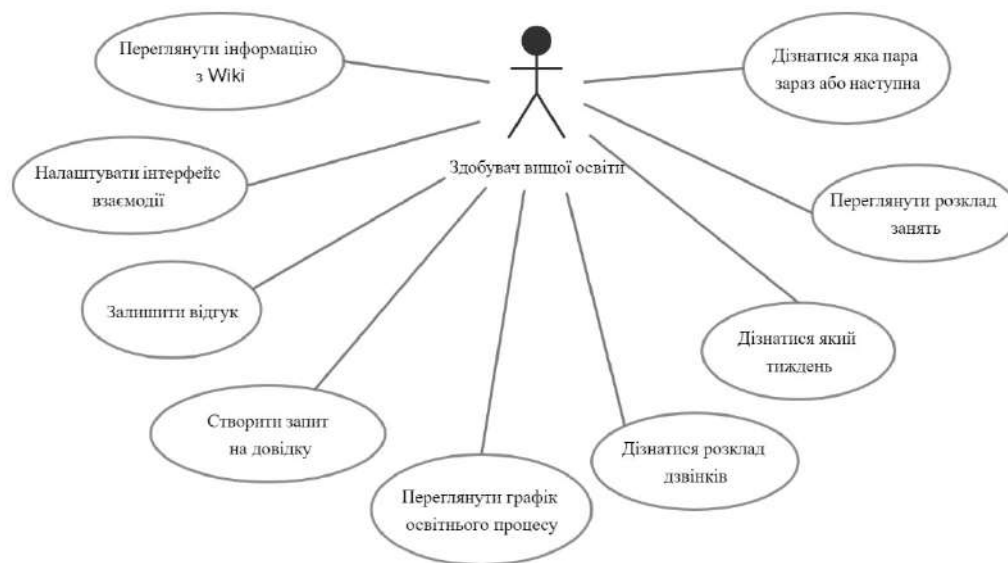 Переглянути інформацію
з Wiki
Дізнатися яка пара
зараз або наступна
Здобувач вищої освіти
Налаштувати інтерфейс
взаємодії
Переглянути розклад
занять
Залишити відгук
Дізнатися який
тиждень
Створити запит
на довідку
Дізнатися розклад
дзвінків
Переглянути графік
освітнього процесу